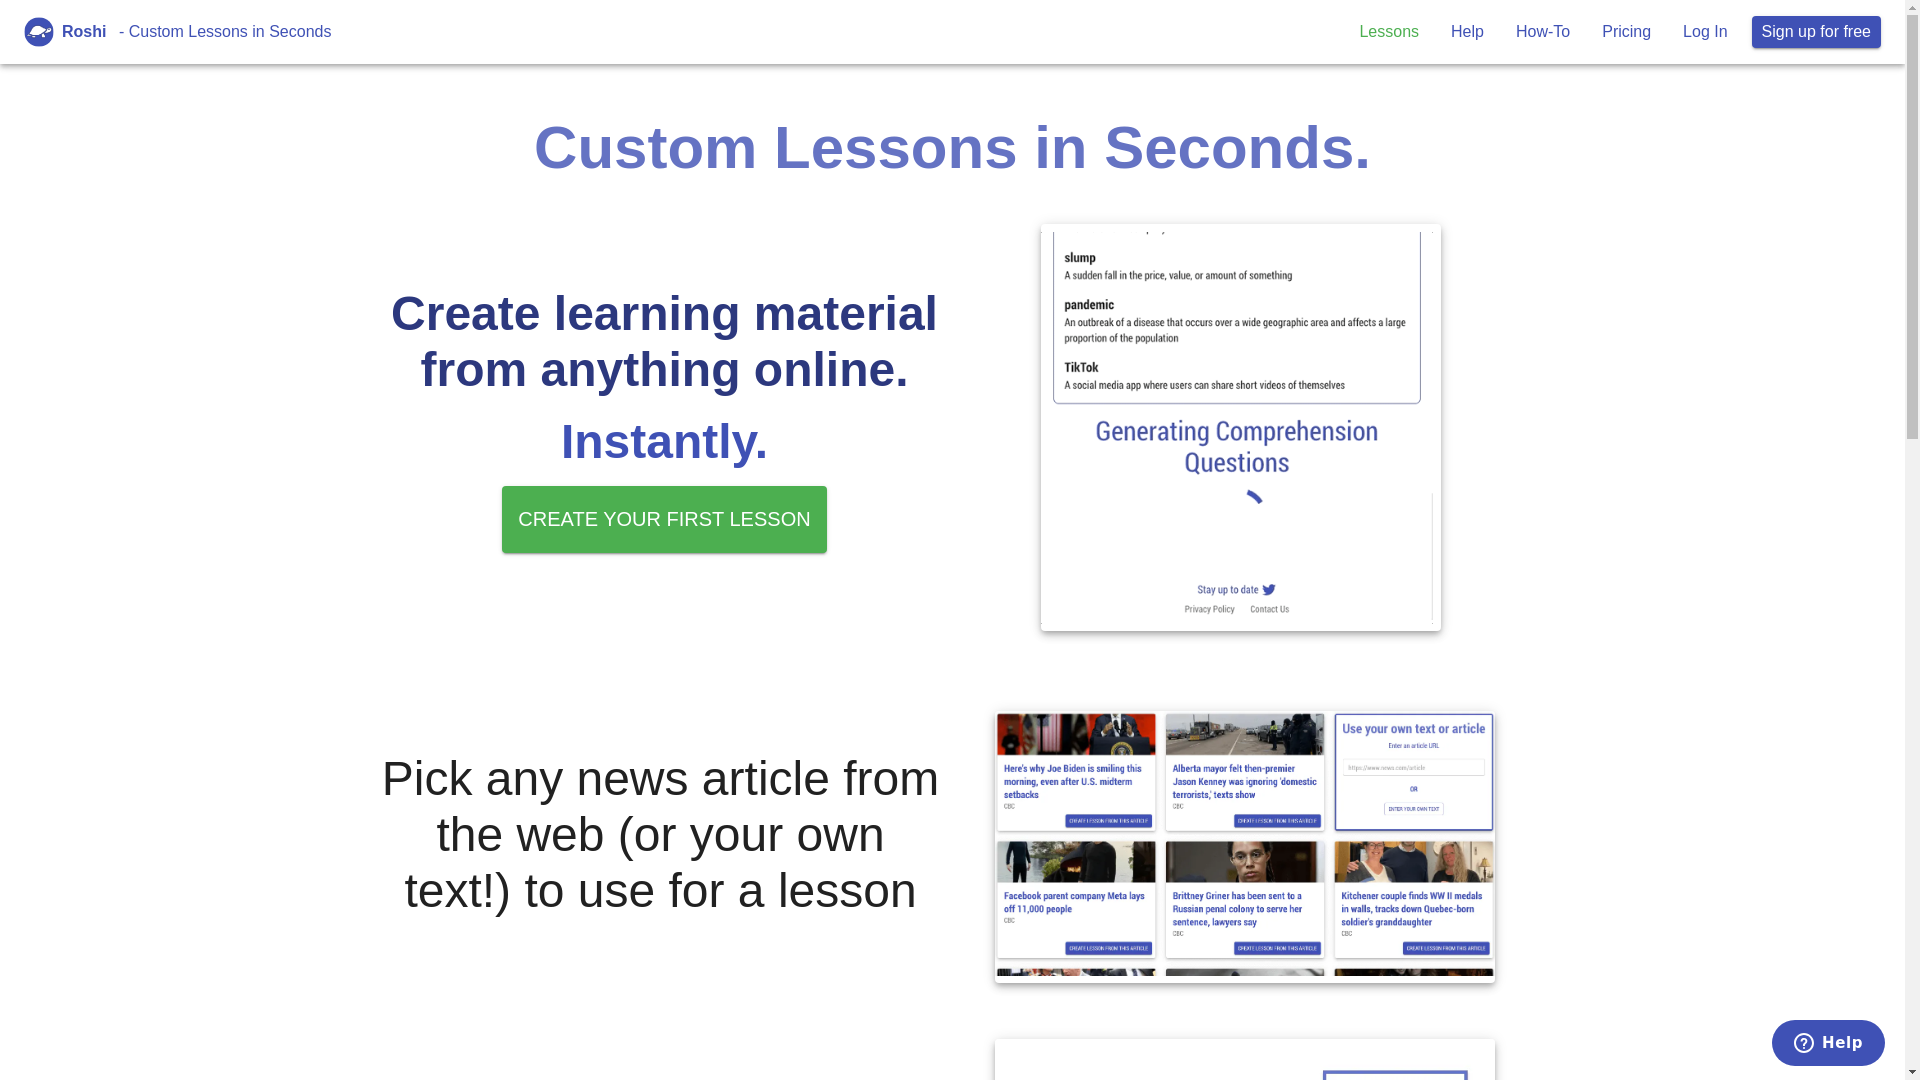 Roshi - Custom Lessons in Seconds
Lessons
Help
How-To
Pricing
Log In
Sign up for free
Custom Lessons in Seconds.
Create learning material
from anything online.
Instantly.
CREATE YOUR FIRST LESSON
slump
A sudden fall in the price, value, or amount of something
pandemic
An outbreak of a disease that occurs over a wide geographic area and affects a large
proportion of the population
TikTok
A social media app where users can share short videos of themselves
Generating Comprehension
Questions
Stay up to date
Privacy Policy
Contact Us
Pick any news article from
the web (or your own
text!) to use for a lesson
Here's why Joe Biden is smiling this
morning, even after U.S. midterm
setbacks
CBC
CREATE LESSON FROM THIS ARTICLE
Alberta mayor felt then-premier
Jason Kenney was ignoring 'domestic
terrorists,' texts show
CBC
CREATE LESSON FROM THIS ARTICLE
Use your own text or article
Enter an article URL
https://www.news.com/article
OR
ENTER YOUR OWN TEXT
Facebook parent company Meta lays
off 11,000 people
CBC
CREATE LESSON FROM THIS ARTICLE
Brittney Griner has been sent to a
Russian penal colony to serve her
sentence, lawyers say
CBC
CREATE LESSON FROM THIS ARTICLE
Kitchener couple finds WW II medals
in walls, tracks down Quebec-born
soldier's granddaughter
CBC
CREATE LESSON FROM THIS ARTICLE
Help